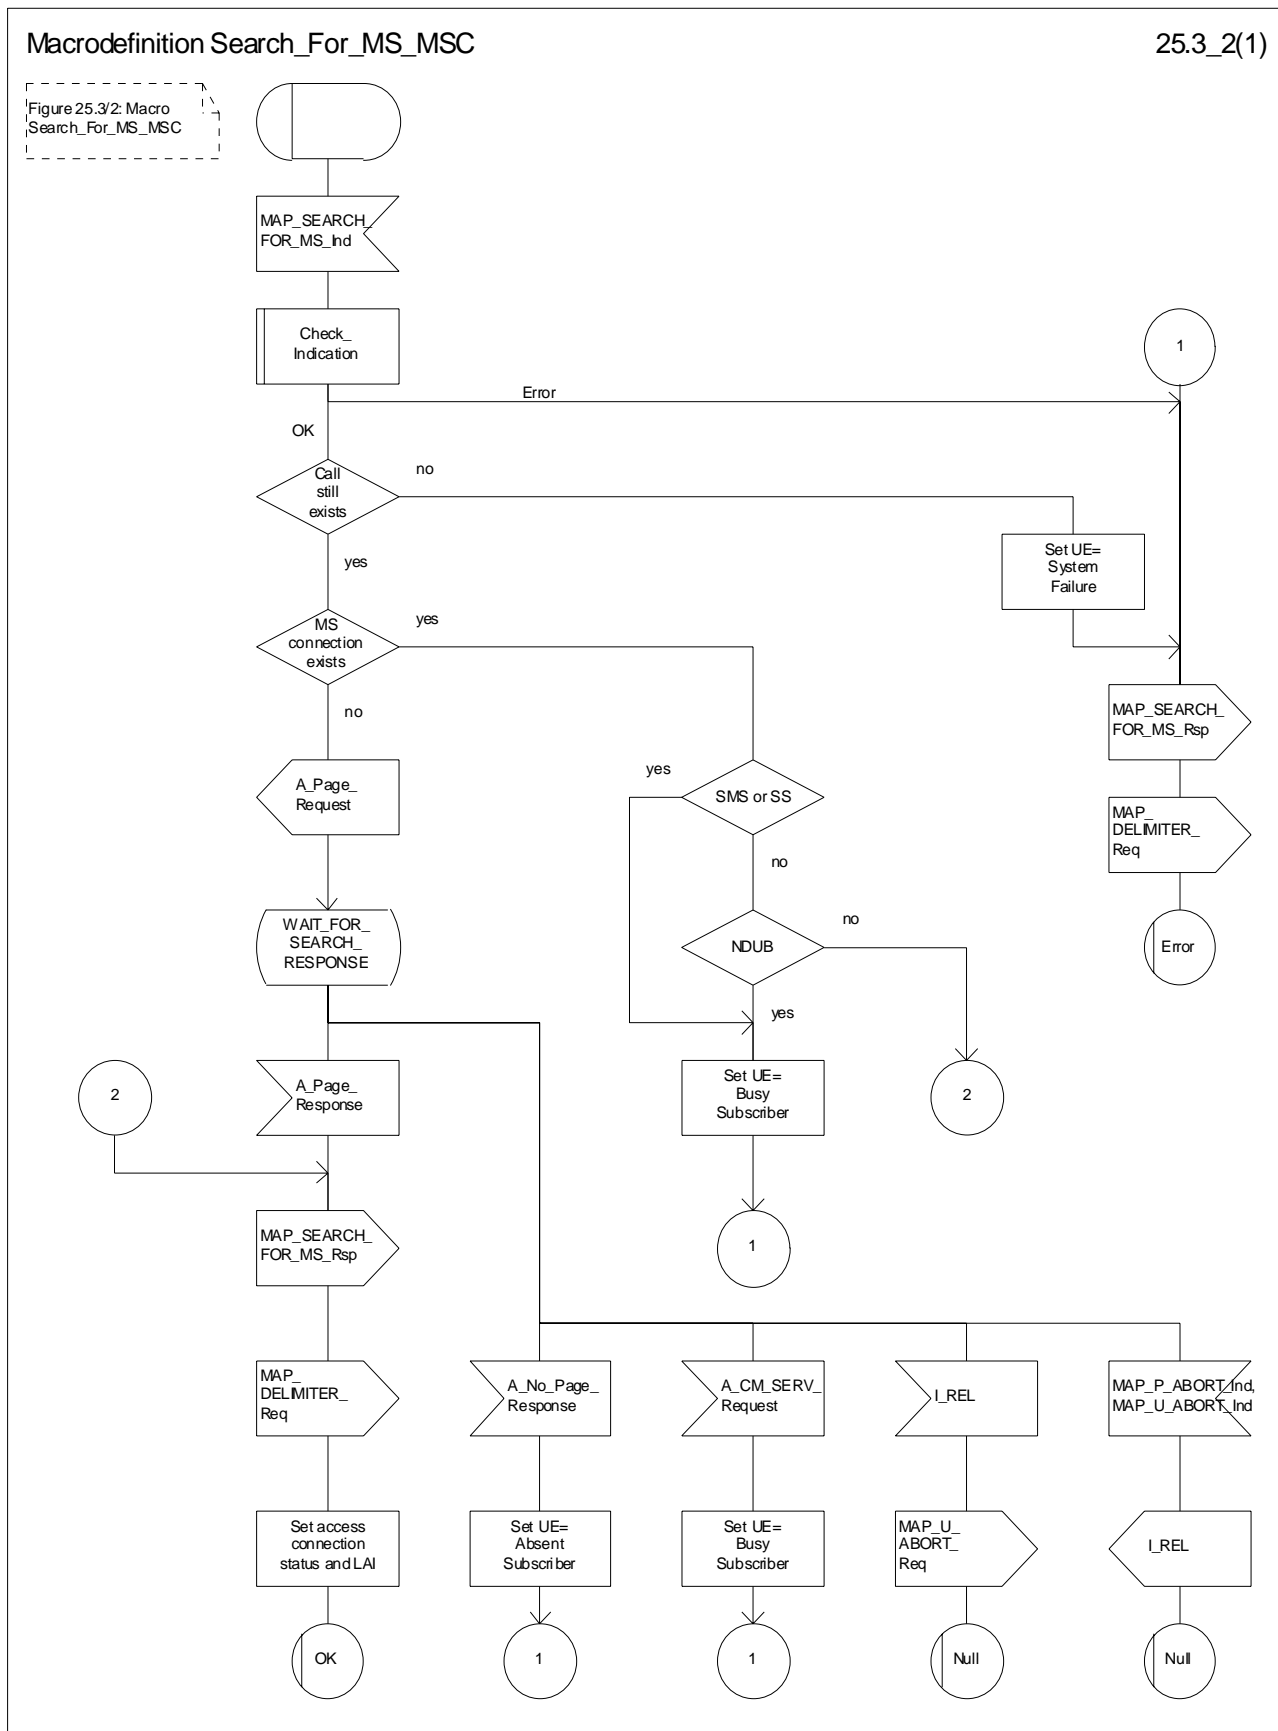 Macrodefinition Search_For_MS_MSC
25.3_2(1)
Figure 25.3/2: Macro
Search_For_MS_MSC
MAP_SEARCH_
FOR_MS_Ind
Check_
Indication
1
Error
OK
Call
still
exists
no
Set UE=
System
Failure
yes
MS
connection
exists
yes
no
MAP_SEARCH_
FOR_MS_Rsp
A_Page_
Request
yes
SMS or SS
MAP_
DELIMITER_
Req
no
WAIT_FOR_
SEARCH_
RESPONSE
NDUB
no
Error
yes
2
A_Page_
Response
Set UE=
Busy
Subscriber
2
MAP_SEARCH_
FOR_MS_Rsp
1
MAP_
DELIMITER_
Req
A_No_Page_
Response
A_CM_SERV_
Request
I_REL
MAP_P_ABORT_Ind,
MAP_U_ABORT_Ind
Set access
connection
status and LAI
Set UE=
Absent
Subscriber
Set UE=
Busy
Subscriber
MAP_U_
ABORT_
Req
I_REL
OK
1
1
Null
Null